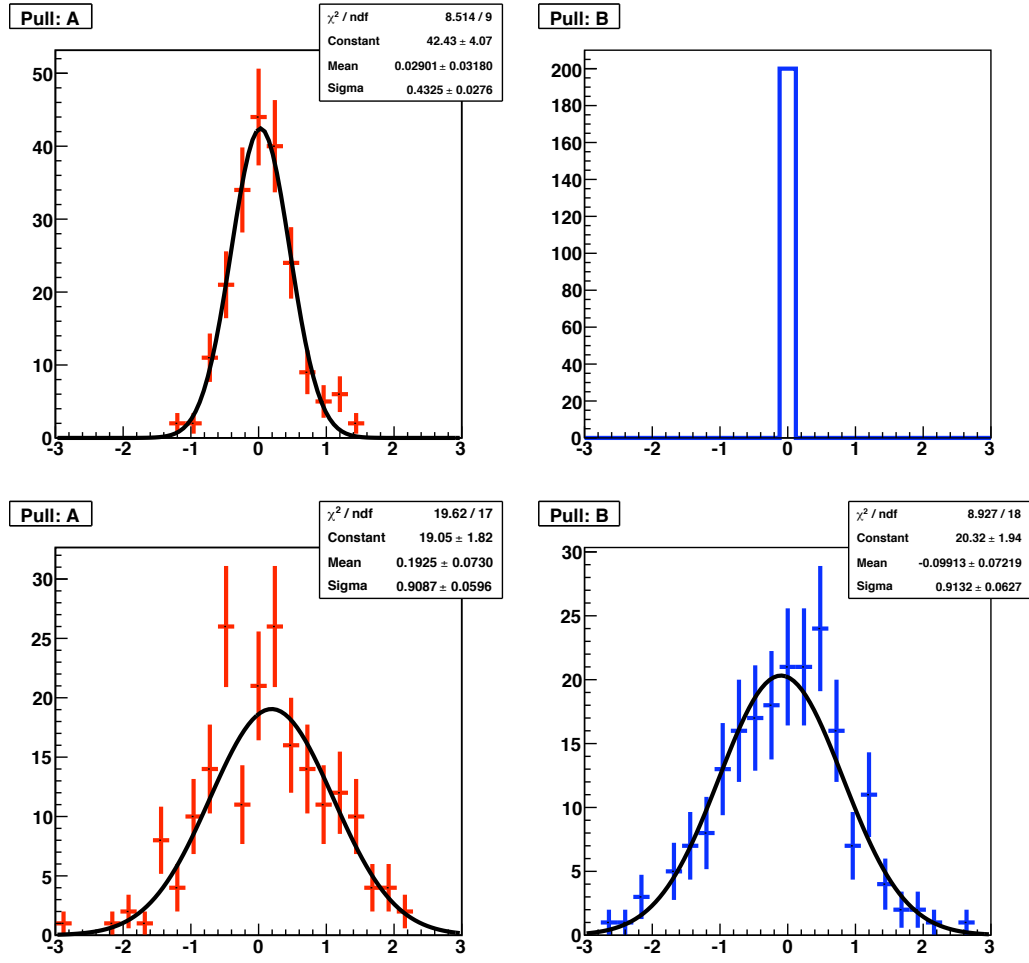 Pull: A
χ² / ndf 8.514 / 9
Constant 42.43 ± 4.07
Mean 0.02901 ± 0.03180
Sigma 0.4325 ± 0.0276
50
40
30
20
10
0
-3 -2 -1 0 1 2 3
Pull: B
200
180
160
140
120
100
80
60
40
20
0
-3 -2 -1 0 1 2 3
Pull: A
χ² / ndf 19.62 / 17
Constant 19.05 ± 1.82
Mean 0.1925 ± 0.0730
Sigma 0.9087 ± 0.0596
30
25
20
15
10
5
0
-3 -2 -1 0 1 2 3
Pull: B
χ² / ndf 8.927 / 18
Constant 20.32 ± 1.94
Mean -0.09913 ± 0.07219
Sigma 0.9132 ± 0.0627
30
25
20
15
10
5
0
-3 -2 -1 0 1 2 3